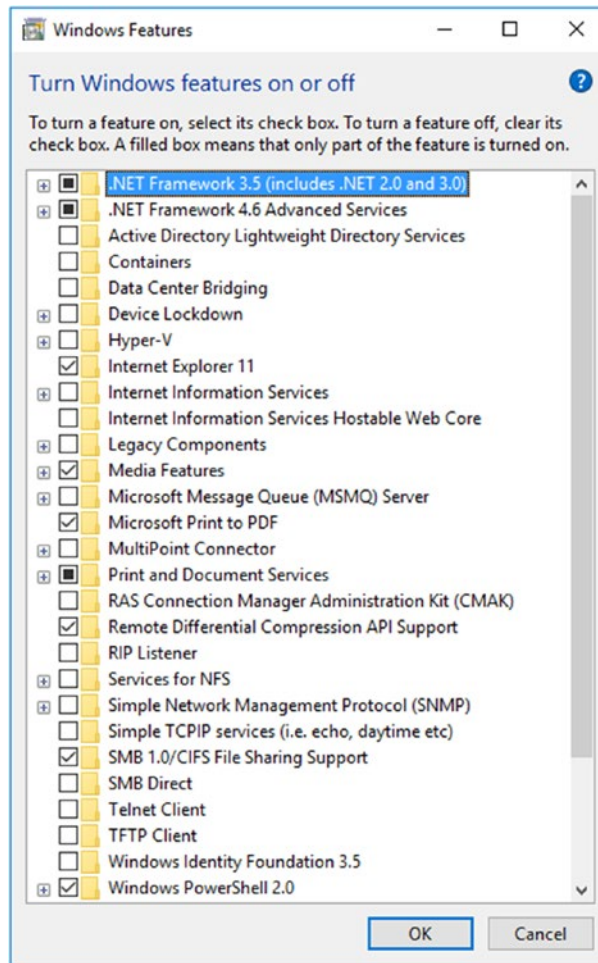 Windows Features
Turn Windows features on or off
To turn a feature on, select its check box. To turn a feature off, clear its
check box. A filled box means that only part of the feature is turned on.
.NET Framework 3.5 (includes .NET 2.0 and 3.0)
.NET Framework 4.6 Advanced Services
Active Directory Lightweight Directory Services
Containers
Data Center Bridging
Device Lockdown
Hyper-V
Internet Explorer 11
Internet Information Services
Internet Information Services Hostable Web Core
Legacy Components
Media Features
Microsoft Message Queue (MSMQ) Server
Microsoft Print to PDF
MultiPoint Connector
Print and Document Services
RAS Connection Manager Administration Kit (CMAK)
Remote Differential Compression API Support
RIP Listener
Services for NFS
Simple Network Management Protocol (SNMP)
Simple TCPIP services (i.e. echo, daytime etc)
SMB 1.0/CIFS File Sharing Support
SMB Direct
Telnet Client
TFTP Client
Windows Identity Foundation 3.5
Windows PowerShell 2.0
OK Cancel